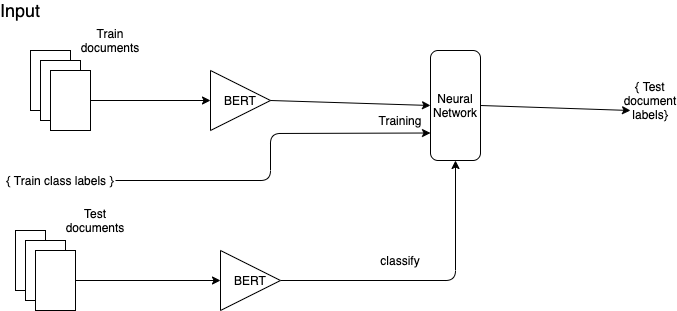 Input
Train
documents
BERT
Neural
Network
{ Test
document
labels}
Training
{ Train class labels }
Test
documents
BERT
classify